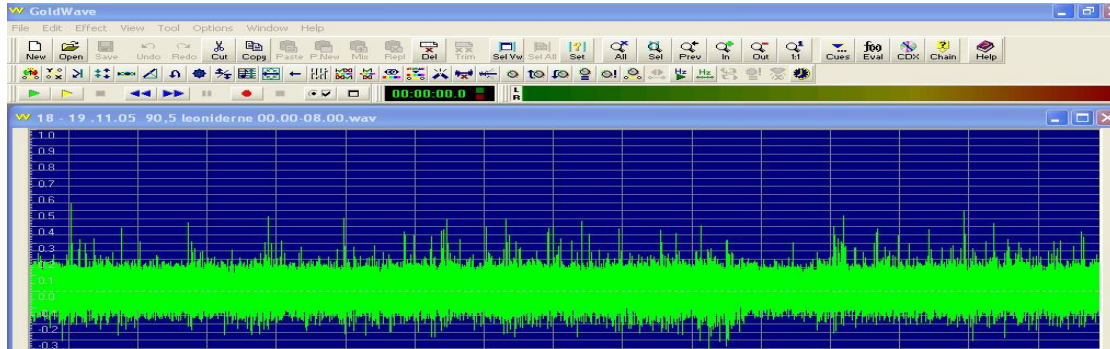 GoldWave
File Edit Effect View Tool Options Window Help
New Open Save Undo Redo Cut Copy Paste P.New Mix Repl Del Trim Sel Vw Sel All Set All Sel Prev In Out 1:1 Cues Eval CDX Chain Help
foo
Hz
00:00:00.0
L
R
18 - 19 .11.05 90,5 leoniderne 00.00-08.00.wav
1.0
0.9
0.8
0.7
0.6
0.5
0.4
0.3
0.2
0.1
0.0
-0.2
-0.3